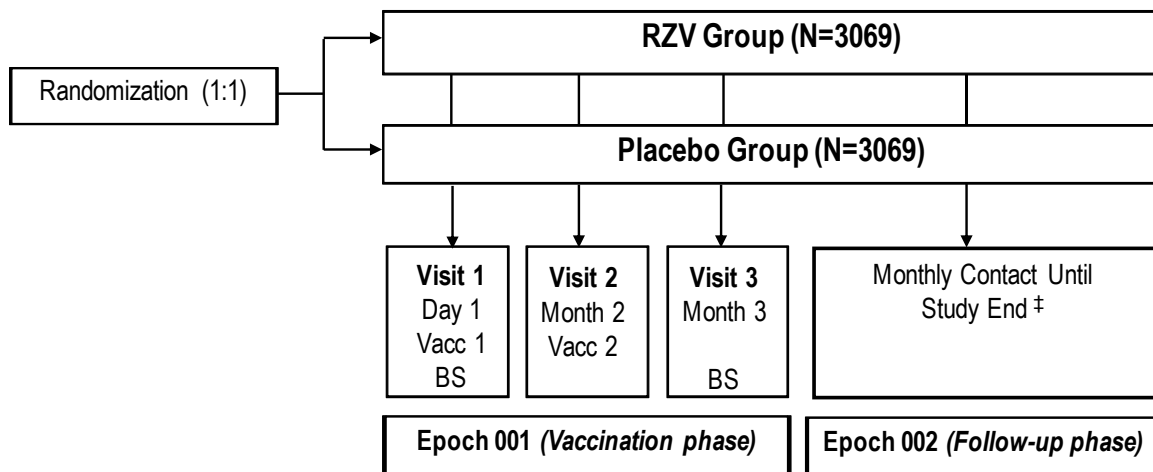 RZV Group (N=3069)
Randomization (1:1)
Placebo Group (N=3069)
Visit 1
Day 1
Vacc 1
BS
Visit 2
Month 2
Vacc 2
Visit 3
Month 3
BS
Monthly Contact Until
Study End ‡
Epoch 001 (Vaccination phase)
Epoch 002 (Follow-up phase)